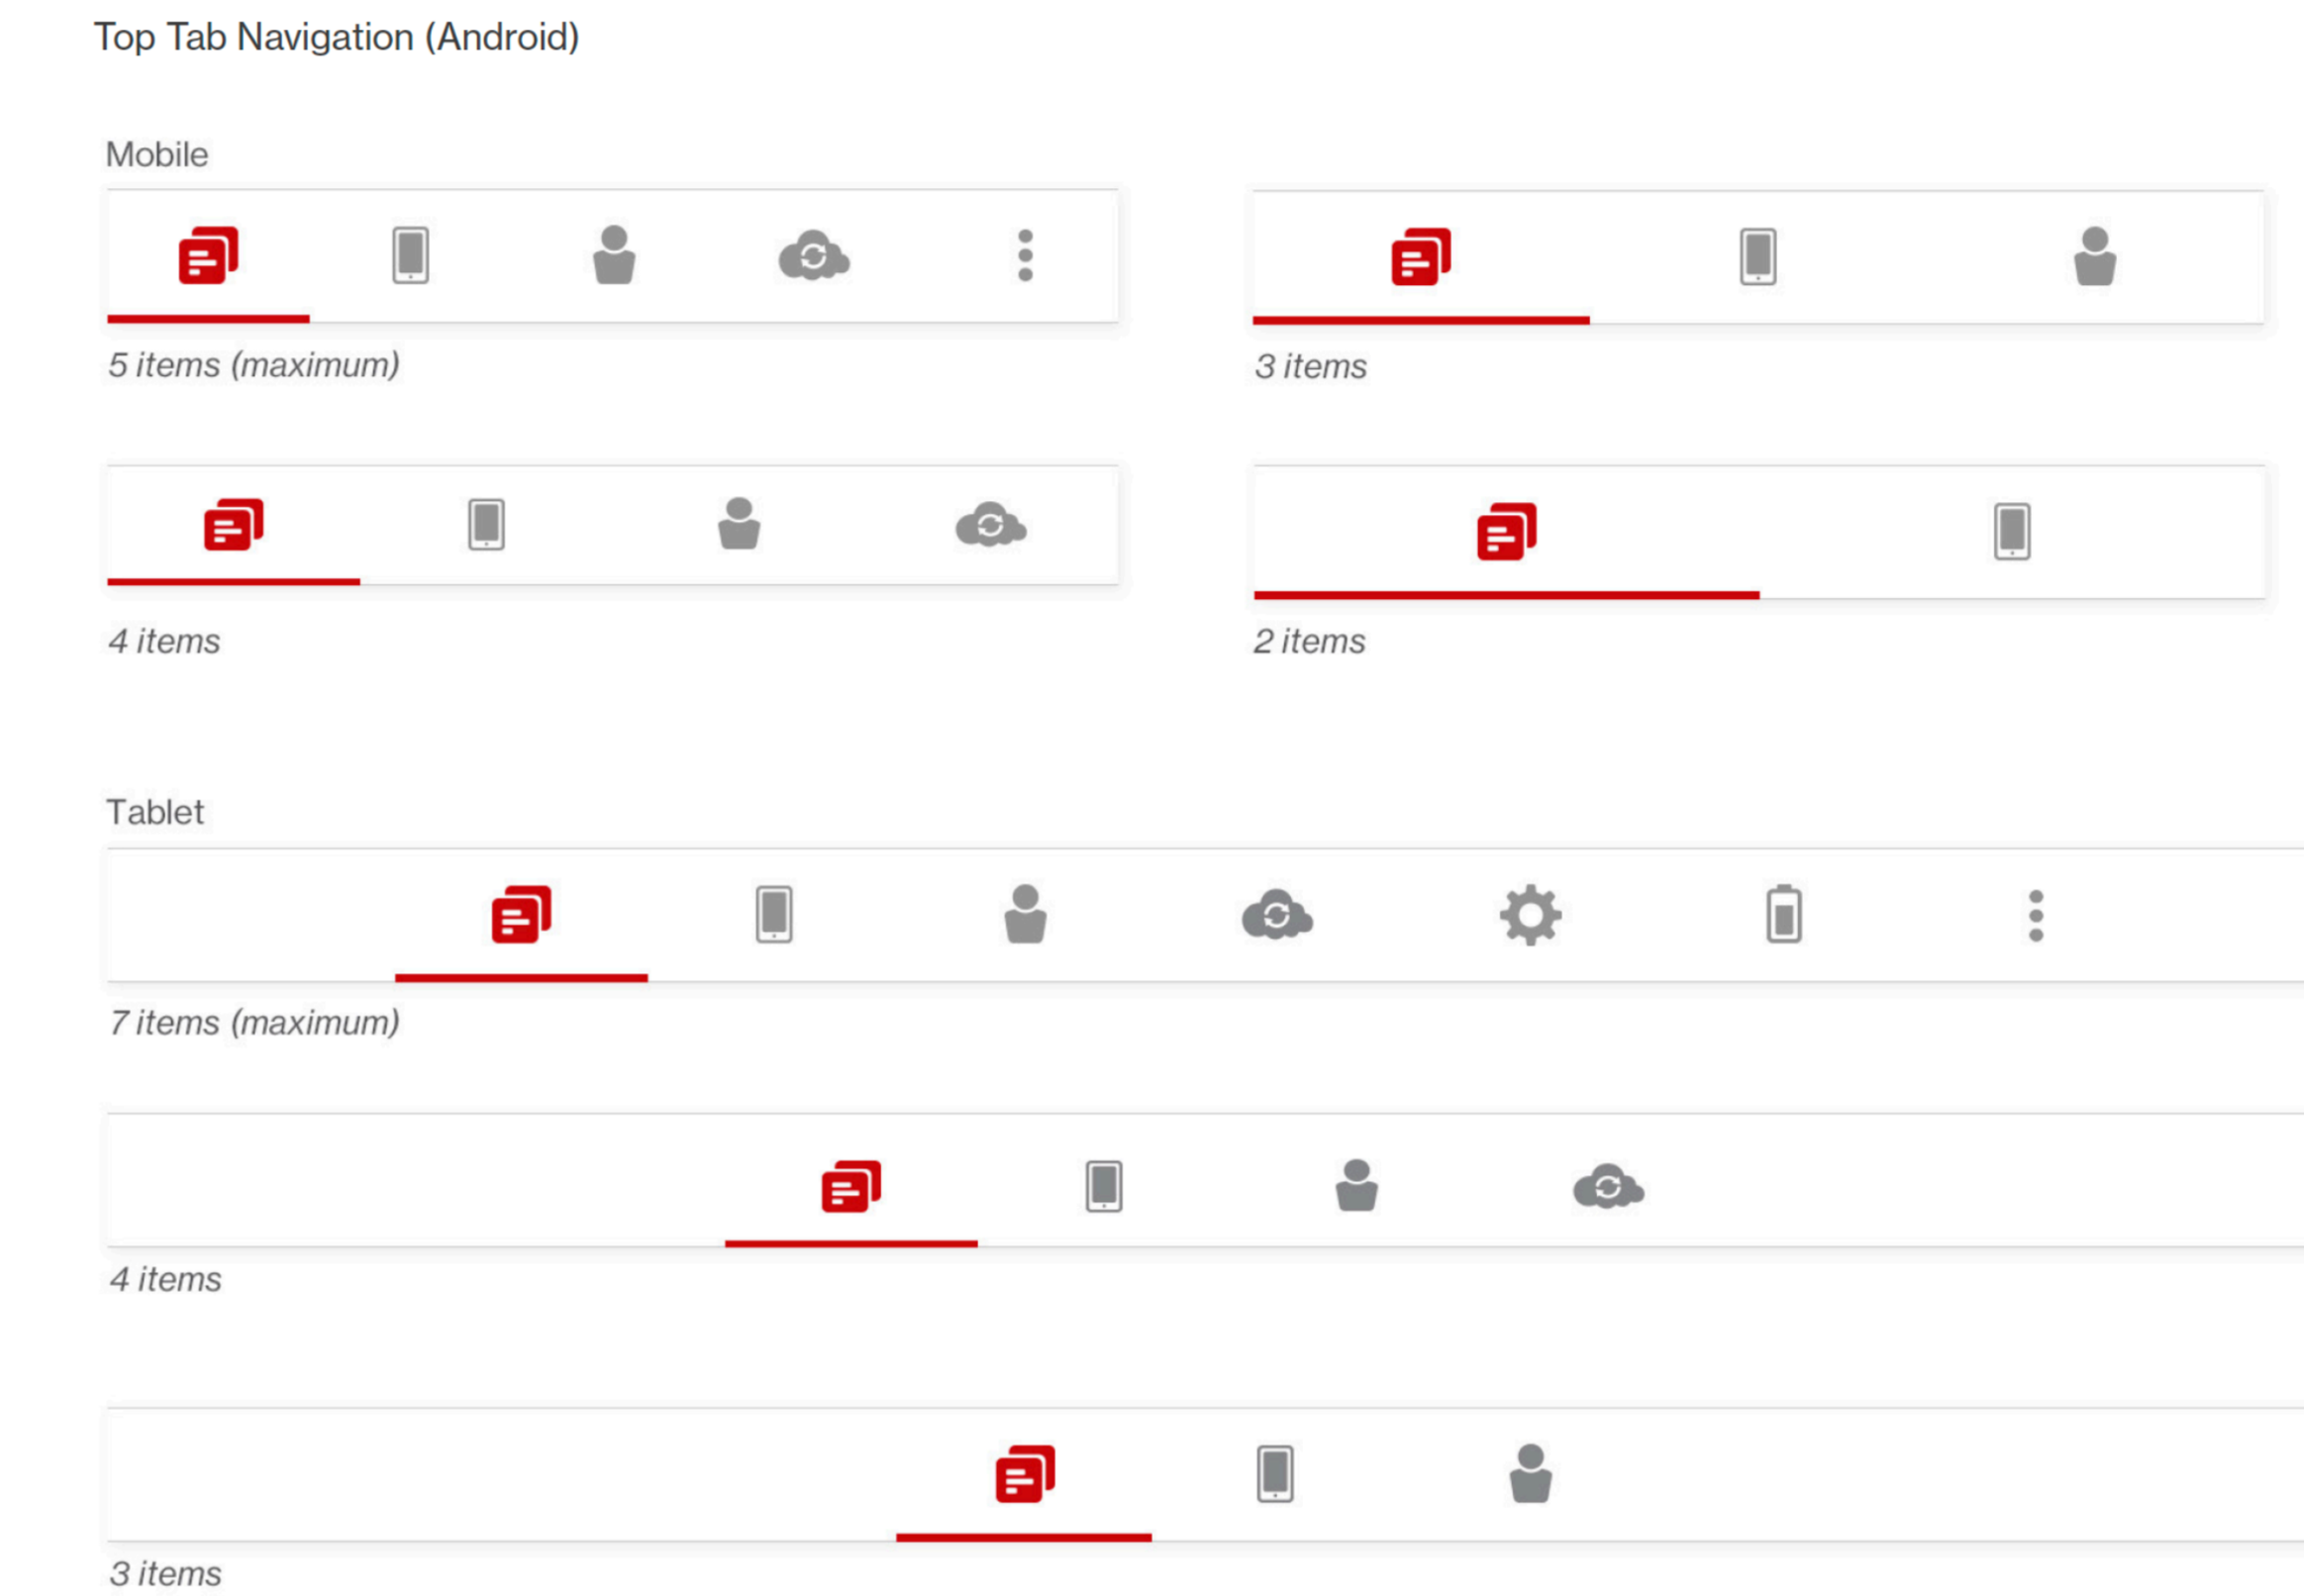 Top Tab Navigation (Android)
Mobile
5 items (maximum)
3 items
4 items
2 items
Tablet
7 items (maximum)
4 items
3 items